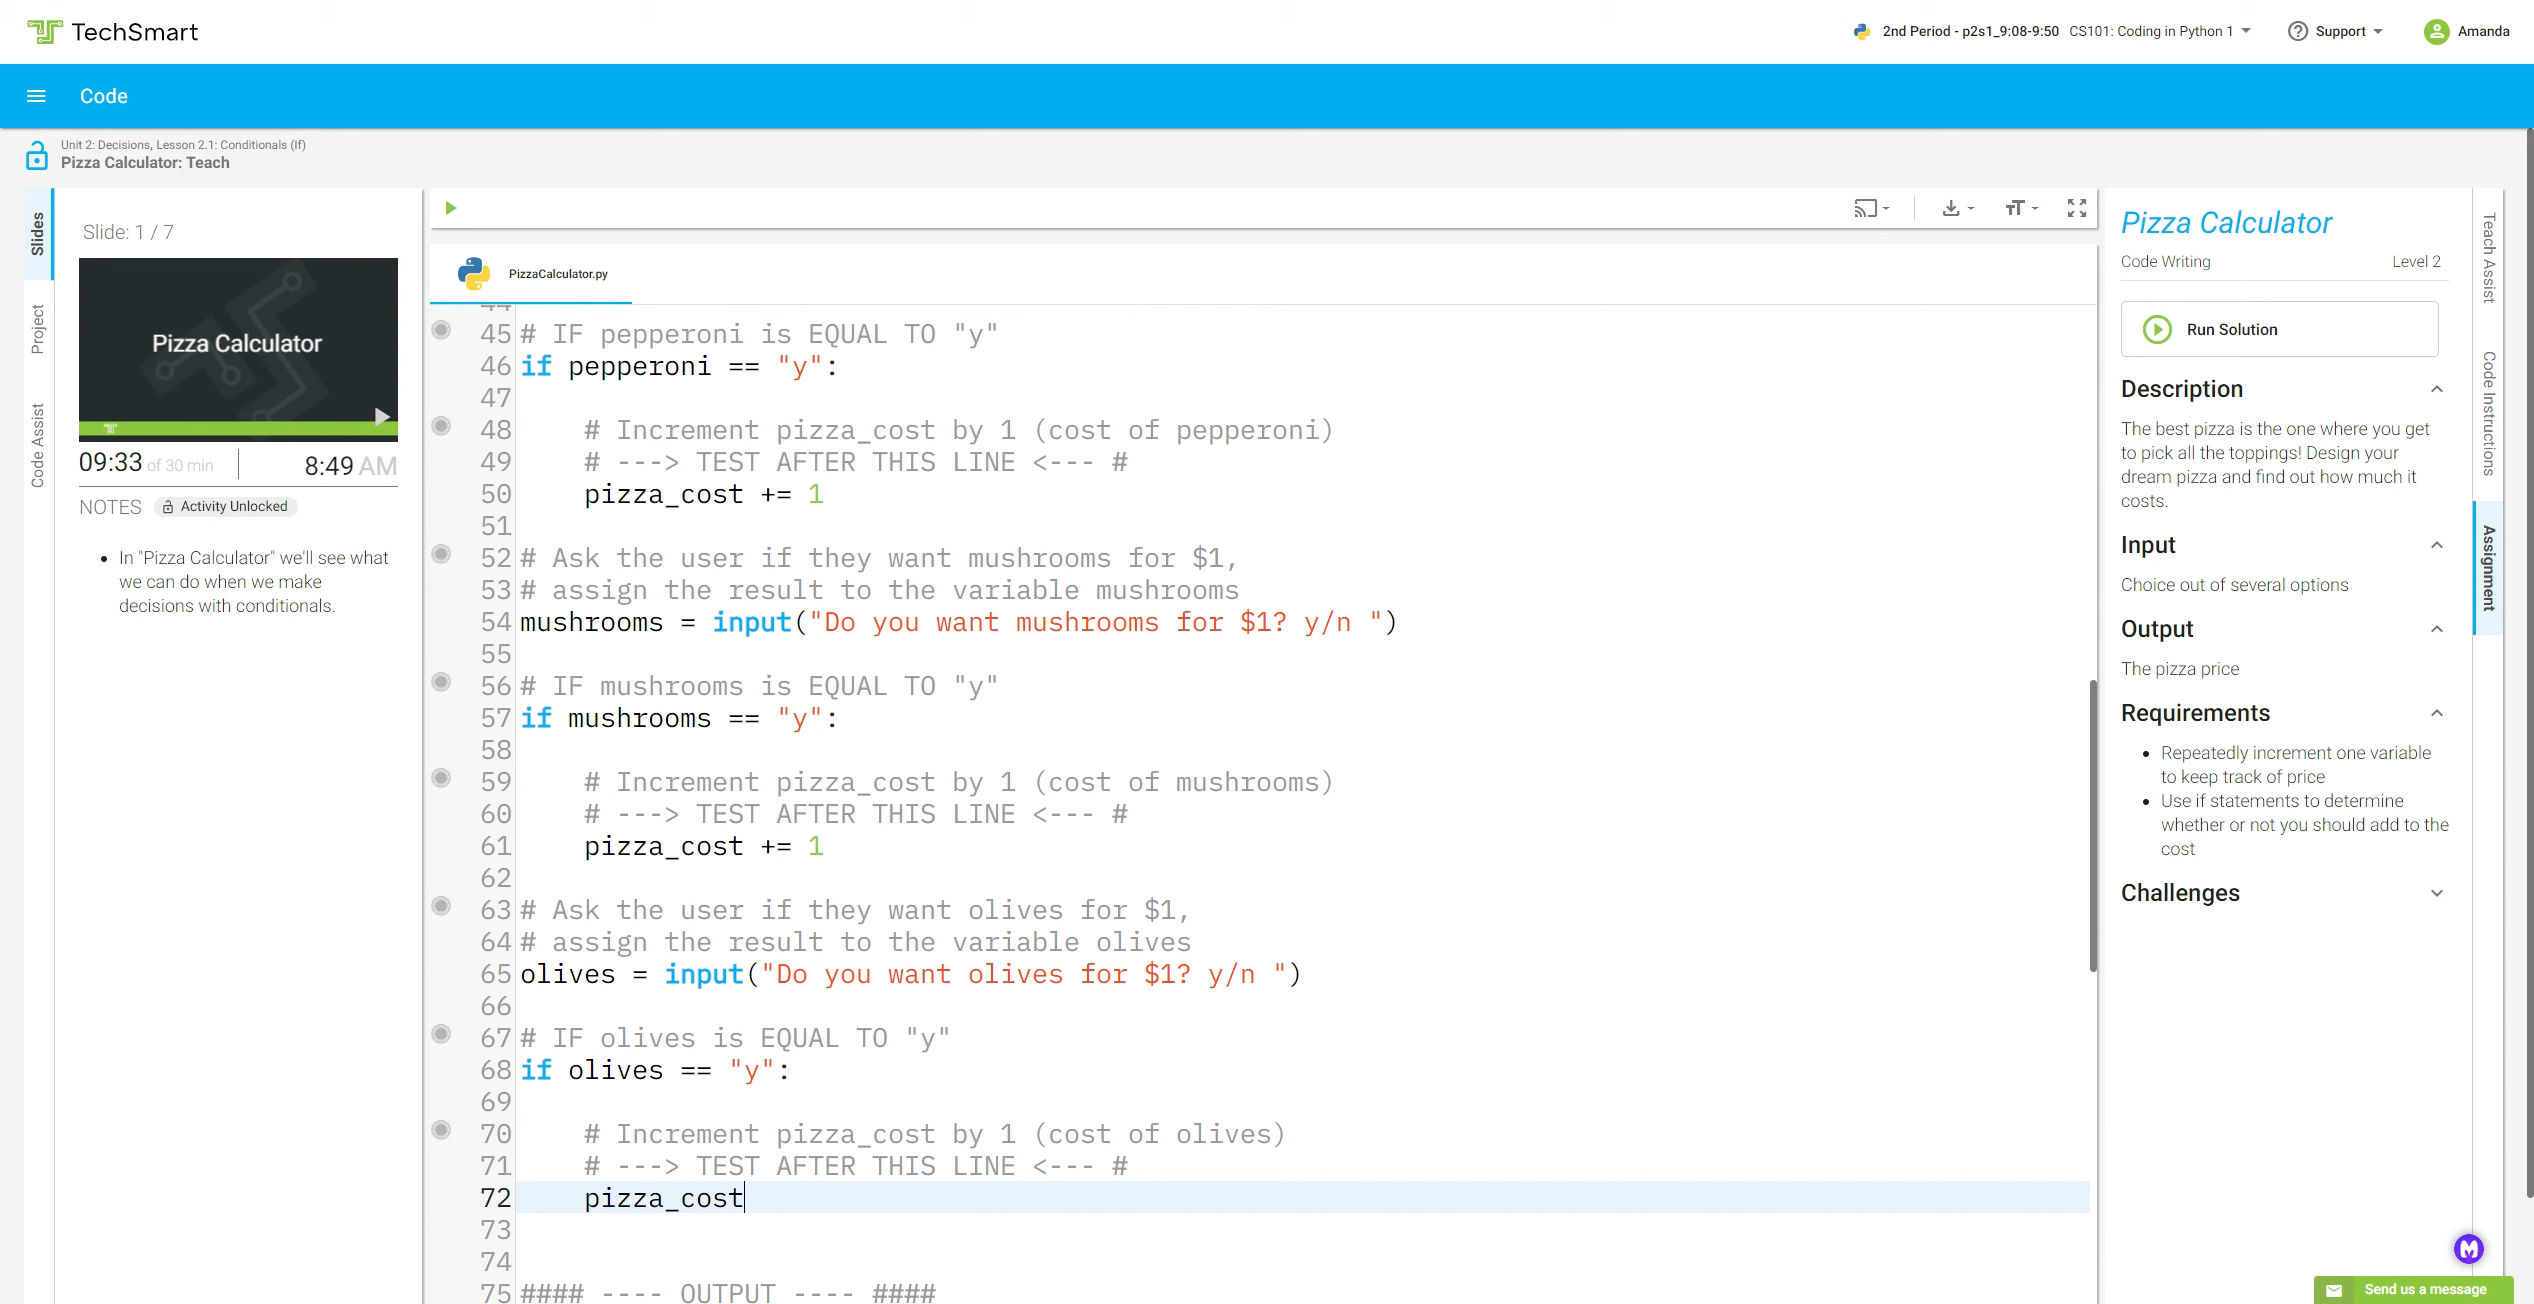 TechSmart
2nd Period - p2s1_9:08-9:50 CS101: Coding in Python 1
Support
Amanda
Code
Unit 2: Decisions, Lesson 2.1: Conditionals (If)
Pizza Calculator: Teach
Slides
Project
Code Assist
Slide: 1 / 7
Pizza Calculator
09:33 of 30 min
8:49 AM
NOTES
Activity Unlocked
• In "Pizza Calculator" we'll see what
we can do when we make
decisions with conditionals.
PizzaCalculator.py
44
45 # IF pepperoni is EQUAL TO "y"
46 if pepperoni == "y":
47
48     # Increment pizza_cost by 1 (cost of pepperoni)
49     # ---> TEST AFTER THIS LINE <--- #
50     pizza_cost += 1
51
52 # Ask the user if they want mushrooms for $1,
53 # assign the result to the variable mushrooms
54 mushrooms = input("Do you want mushrooms for $1? y/n ")
55
56 # IF mushrooms is EQUAL TO "y"
57 if mushrooms == "y":
58
59     # Increment pizza_cost by 1 (cost of mushrooms)
60     # ---> TEST AFTER THIS LINE <--- #
61     pizza_cost += 1
62
63 # Ask the user if they want olives for $1,
64 # assign the result to the variable olives
65 olives = input("Do you want olives for $1? y/n ")
66
67 # IF olives is EQUAL TO "y"
68 if olives == "y":
69
70     # Increment pizza_cost by 1 (cost of olives)
71     # ---> TEST AFTER THIS LINE <--- #
72     pizza_cost
73
74
75 #### ---- OUTPUT ---- ####
Pizza Calculator
Code Writing
Level 2
Run Solution
Description
The best pizza is the one where you get
to pick all the toppings! Design your
dream pizza and find out how much it
costs.
Input
Choice out of several options
Output
The pizza price
Requirements
• Repeatedly increment one variable
to keep track of price
• Use if statements to determine
whether or not you should add to the
cost
Challenges
Teach Assist
Code Instructions
Assignment
Send us a message